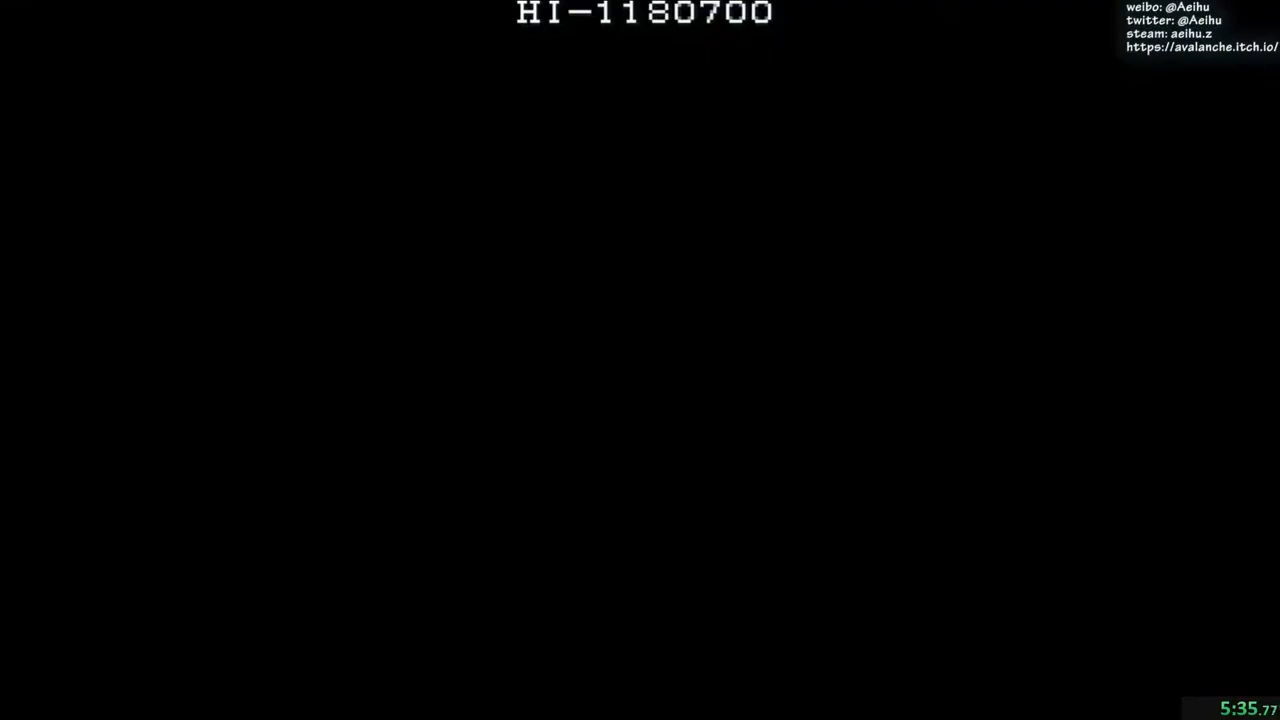 HI-1180700
weibo: @Aeihu
twitter: @Aeihu
steam: aeihu.z
https://avalanche.itch.io/
5:35.77